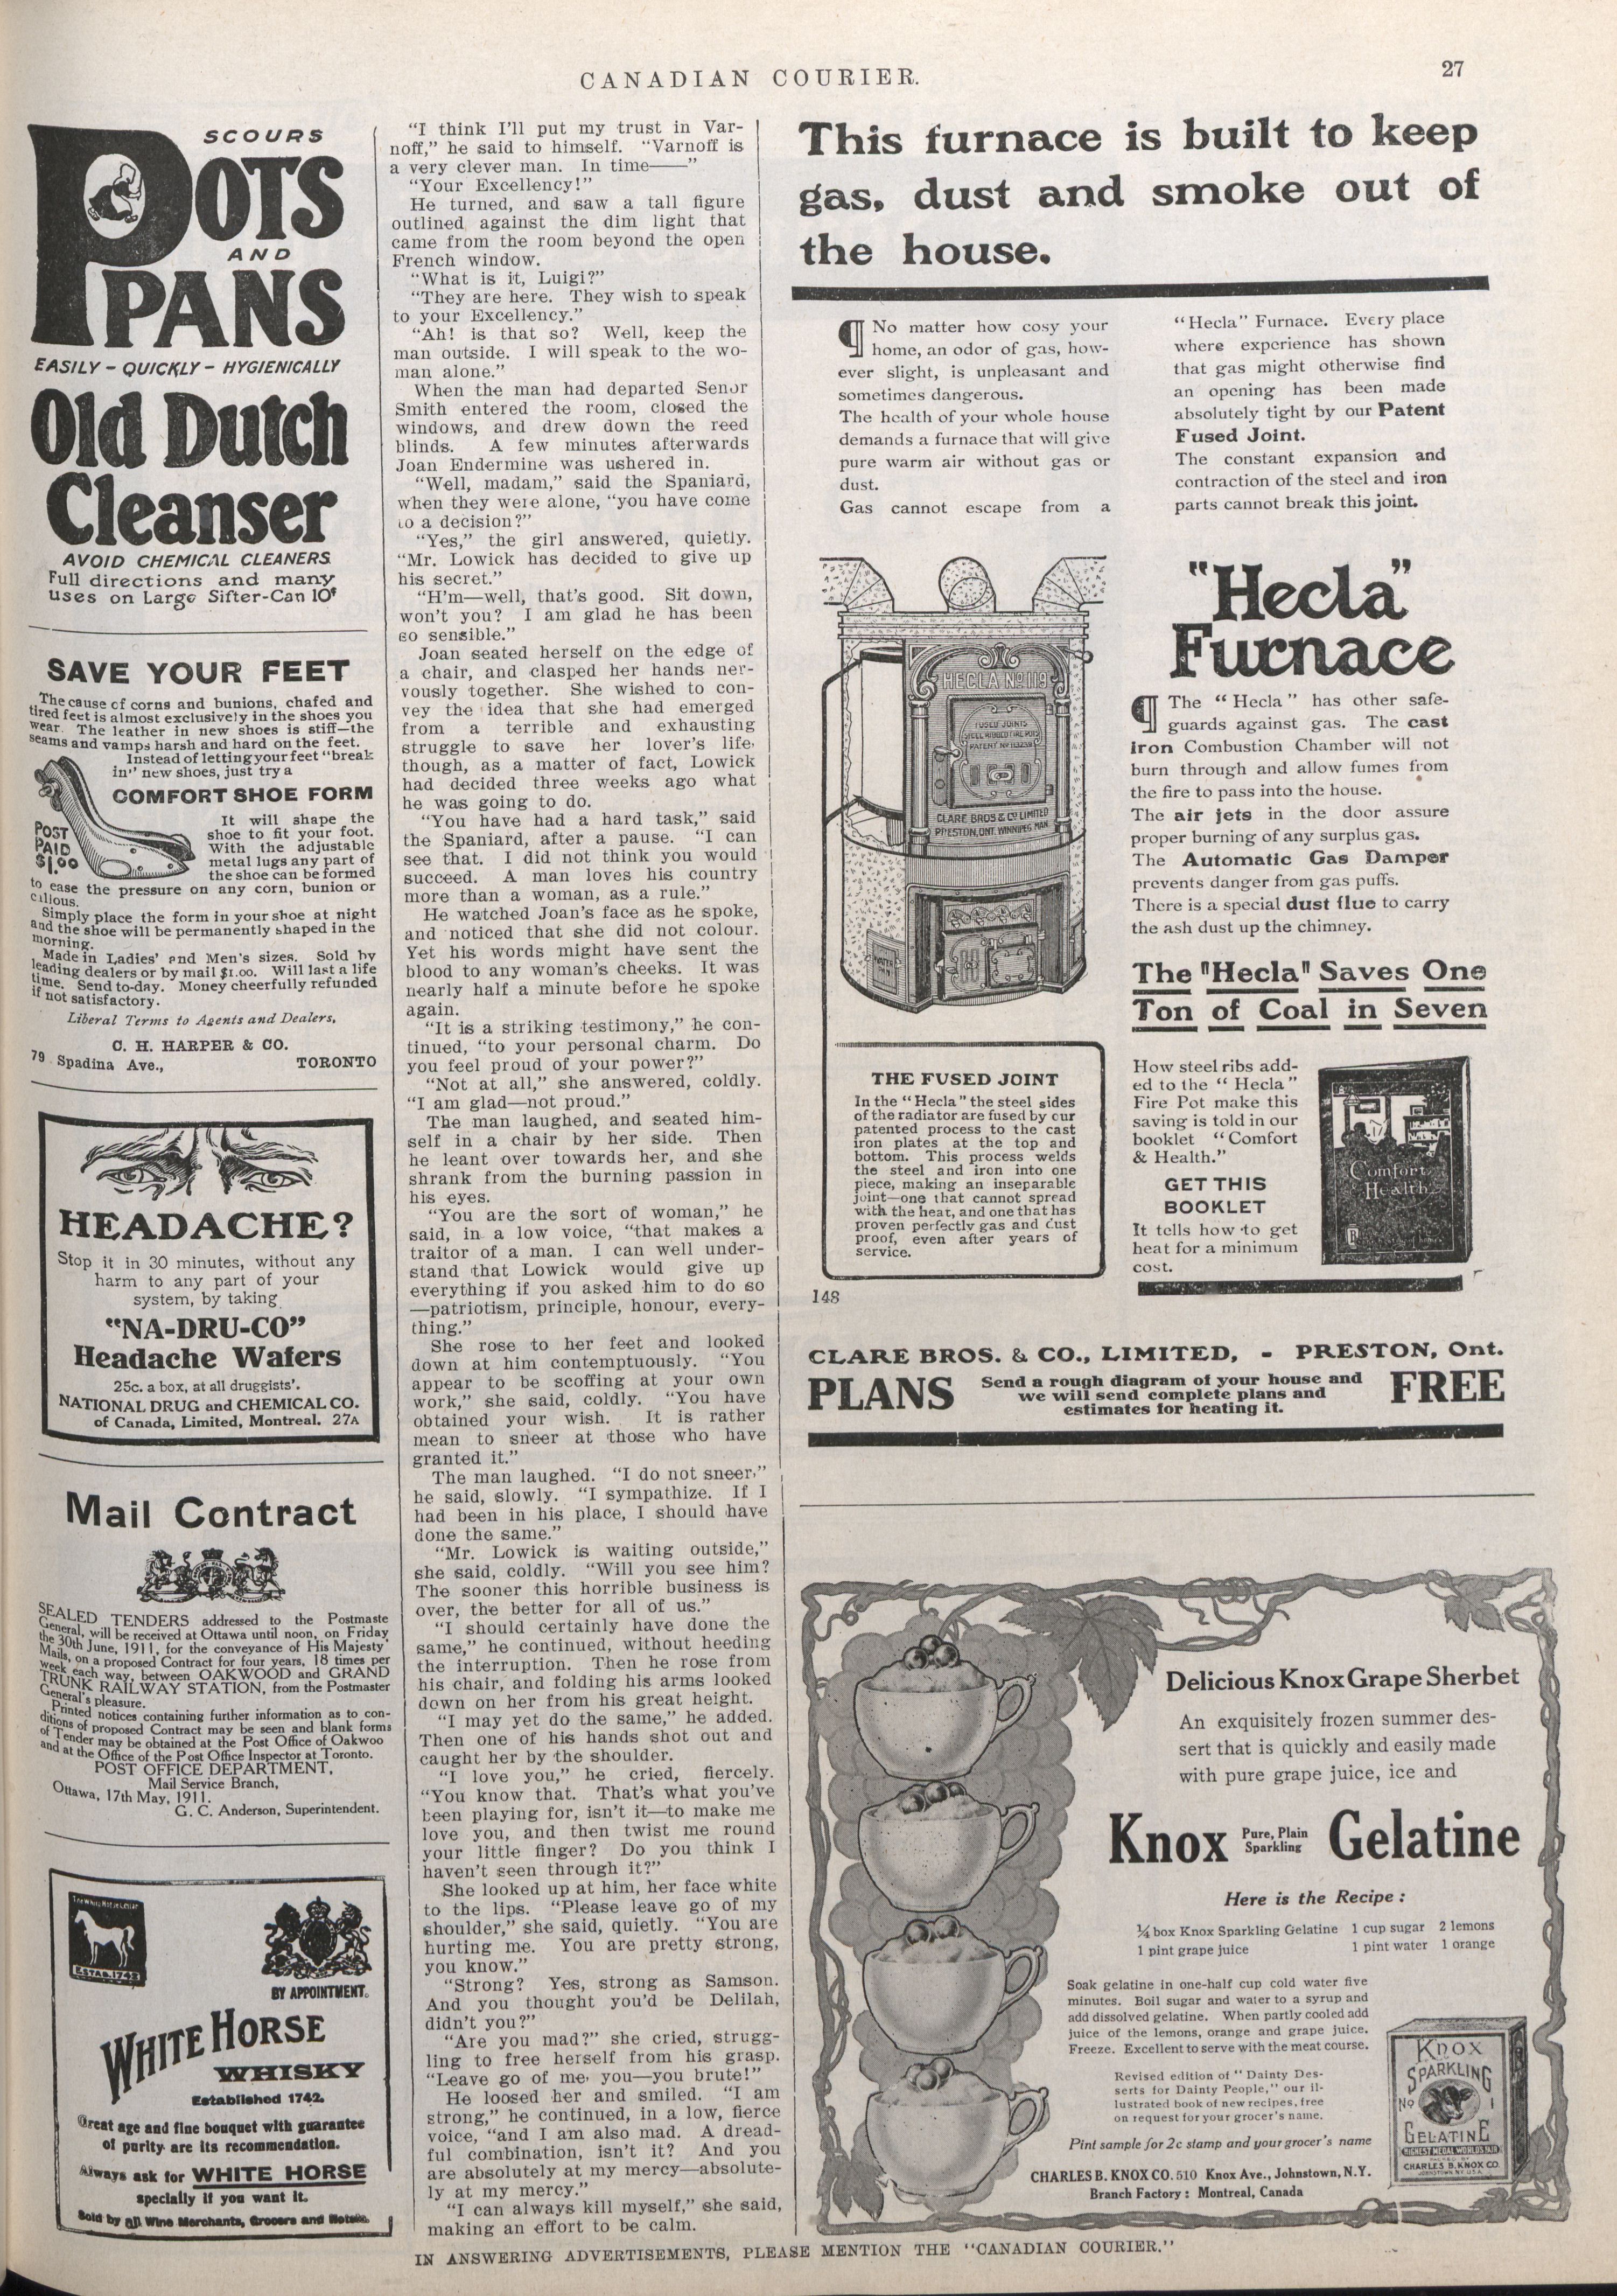 CANADIAN COURIER.
27
SCOURS
POTS
AND
PANS
EASILY - QUICKLY - HYGIENICALLY
Old Dutch
Cleanser
AVOID CHEMICAL CLEANERS
Full directions and many
uses on Large Sifter-Can 10¢
SAVE YOUR FEET
The cause of corns and bunions, chafed and
tired feet is almost exclusively in the shoes you
wear. The leather in new shoes is stiff—the
seams and vamps harsh and hard on the feet.
Instead of letting your feet "break
in" new shoes, just try a
COMFORT SHOE FORM
It will shape the
shoe to fit your foot.
With the adjustable
metal lugs any part of
the shoe can be formed
POST
PAID
$1.00
to ease the pressure on any corn, bunion or
callous.
Simply place the form in your shoe at night
and the shoe will be permanently shaped in the
morning.
Made in Ladies' and Men's sizes. Sold by
leading dealers or by mail $1.00. Will last a life
time. Send to-day. Money cheerfully refunded
if not satisfactory.
Liberal Terms to Agents and Dealers,
C. H. HARPER & CO.
79 Spadina Ave., TORONTO
HEADACHE?
Stop it in 30 minutes, without any
harm to any part of your
system, by taking
"NA-DRU-CO"
Headache Wafers
25c. a box, at all druggists'.
NATIONAL DRUG and CHEMICAL CO.
of Canada, Limited, Montreal. 27A
Mail Contract
SEALED TENDERS addressed to the Postmaste
General, will be received at Ottawa until noon, on Friday
the 30th June, 1911, for the conveyance of His Majesty'
Mails, on a proposed Contract for four years, 18 times per
week each way, between OAKWOOD and GRAND
TRUNK RAILWAY STATION, from the Postmaster
General's pleasure.
Printed notices containing further information as to con-
ditions of proposed Contract may be seen and blank forms
of Tender may be obtained at the Post Office of Oakwoo
and at the Office of the Post Office Inspector at Toronto.
POST OFFICE DEPARTMENT,
Mail Service Branch,
Ottawa, 17th May, 1911.
G. C. Anderson, Superintendent.
ESTAB. 1742
BY APPOINTMENT.
WHITE HORSE
WHISKY
Established 1742.
Great age and fine bouquet with guarantee
of purity are its recommendation.
Always ask for WHITE HORSE
specially if you want it.
Sold by all Wine Merchants, Grocers and Hotels.
"I think I'll put my trust in Var-
noff," he said to himself. "Varnoff is
a very clever man. In time——"
"Your Excellency!"
He turned, and saw a tall figure
outlined against the dim light that
came from the room beyond the open
French window.
"What is it, Luigi?"
"They are here. They wish to speak
to your Excellency."
"Ah! is that so? Well, keep the
man outside. I will speak to the wo-
man alone."
When the man had departed Senor
Smith entered the room, closed the
windows, and drew down the reed
blinds. A few minutes afterwards
Joan Endermine was ushered in.
"Well, madam," said the Spaniard,
when they were alone, "you have come
to a decision?"
"Yes," the girl answered, quietly.
"Mr. Lowick has decided to give up
his secret."
"H'm—well, that's good. Sit down,
won't you? I am glad he has been
so sensible."
Joan seated herself on the edge of
a chair, and clasped her hands ner-
vously together. She wished to con-
vey the idea that she had emerged
from a terrible and exhausting
struggle to save her lover's life,
though, as a matter of fact, Lowick
had decided three weeks ago what
he was going to do.
"You have had a hard task," said
the Spaniard, after a pause. "I can
see that. I did not think you would
succeed. A man loves his country
more than a woman, as a rule."
He watched Joan's face as he spoke,
and noticed that she did not colour.
Yet his words might have sent the
blood to any woman's cheeks. It was
nearly half a minute before he spoke
again.
"It is a striking testimony," he con-
tinued, "to your personal charm. Do
you feel proud of your power?"
"Not at all," she answered, coldly.
"I am glad—not proud."
The man laughed, and seated him-
self in a chair by her side. Then
he leant over towards her, and she
shrank from the burning passion in
his eyes.
"You are the sort of woman," he
said, in a low voice, "that makes a
traitor of a man. I can well under-
stand that Lowick would give up
everything if you asked him to do so
—patriotism, principle, honour, every-
thing."
She rose to her feet and looked
down at him contemptuously. "You
appear to be scoffing at your own
work," she said, coldly. "You have
obtained your wish. It is rather
mean to sneer at those who have
granted it."
The man laughed. "I do not sneer,"
he said, slowly. "I sympathize. If I
had been in his place, I should have
done the same."
"Mr. Lowick is waiting outside,"
she said, coldly. "Will you see him?
The sooner this horrible business is
over, the better for all of us."
"I should certainly have done the
same," he continued, without heeding
the interruption. Then he rose from
his chair, and folding his arms looked
down on her from his great height.
"I may yet do the same," he added.
Then one of his hands shot out and
caught her by the shoulder.
"I love you," he cried, fiercely.
"You know that. That's what you've
been playing for, isn't it—to make me
love you, and then twist me round
your little finger? Do you think I
haven't seen through it?"
She looked up at him, her face white
to the lips. "Please leave go of my
shoulder," she said, quietly. "You are
hurting me. You are pretty strong,
you know."
"Strong? Yes, strong as Samson.
And you thought you'd be Delilah,
didn't you?"
"Are you mad?" she cried, strugg-
ling to free herself from his grasp.
"Leave go of me, you—you brute!"
He loosed her and smiled. "I am
strong," he continued, in a low, fierce
voice, "and I am also mad. A dread-
ful combination, isn't it? And you
are absolutely at my mercy—absolute-
ly at my mercy."
"I can always kill myself," she said,
making an effort to be calm.
This furnace is built to keep
gas, dust and smoke out of
the house.
¶ No matter how cosy your
home, an odor of gas, how-
ever slight, is unpleasant and
sometimes dangerous.
The health of your whole house
demands a furnace that will give
pure warm air without gas or
dust.
Gas cannot escape from a
"Hecla" Furnace. Every place
where experience has shown
that gas might otherwise find
an opening has been made
absolutely tight by our Patent
Fused Joint.
The constant expansion and
contraction of the steel and iron
parts cannot break this joint.
HECLA No 119
FUSED JOINTS
STEEL RIBBED FIRE POTS
CLARE BROS & CO LIMITED
PRESTON, ONT. WINNIPEG MAN.
WATER
PAN
"Hecla"
Furnace
¶ The "Hecla" has other safe-
guards against gas. The cast
iron Combustion Chamber will not
burn through and allow fumes from
the fire to pass into the house.
The air jets in the door assure
proper burning of any surplus gas.
The Automatic Gas Damper
prevents danger from gas puffs.
There is a special dust flue to carry
the ash dust up the chimney.
The "Hecla" Saves One
Ton of Coal in Seven
THE FUSED JOINT
In the "Hecla" the steel sides
of the radiator are fused by our
patented process to the cast
iron plates at the top and
bottom. This process welds
the steel and iron into one
piece, making an inseparable
joint—one that cannot spread
with the heat, and one that has
proven perfectly gas and dust
proof, even after years of
service.
How steel ribs add-
ed to the "Hecla"
Fire Pot make this
saving is told in our
booklet "Comfort
& Health."
GET THIS
BOOKLET
It tells how to get
heat for a minimum
cost.
Comfort
Health
148
CLARE BROS. & CO., LIMITED, - PRESTON, Ont.
PLANS
Send a rough diagram of your house and
we will send complete plans and
estimates for heating it.
FREE
Delicious Knox Grape Sherbet
An exquisitely frozen summer des-
sert that is quickly and easily made
with pure grape juice, ice and
Knox Pure, Plain Sparkling Gelatine
Here is the Recipe:
¼ box Knox Sparkling Gelatine 1 cup sugar 2 lemons
1 pint grape juice 1 pint water 1 orange
Soak gelatine in one-half cup cold water five
minutes. Boil sugar and water to a syrup and
add dissolved gelatine. When partly cooled add
juice of the lemons, orange and grape juice.
Freeze. Excellent to serve with the meat course.
Revised edition of "Dainty Des-
serts for Dainty People," our il-
lustrated book of new recipes, free
on request for your grocer's name.
Pint sample for 2c stamp and your grocer's name
CHARLES B. KNOX CO. 510 Knox Ave., Johnstown, N.Y.
Branch Factory: Montreal, Canada
KNOX
SPARKLING
No 1
GELATINE
HIGHEST MEDAL WORLDS FAIR
CHARLES B. KNOX CO.
JOHNSTOWN N.Y. U.S.A.
IN ANSWERING ADVERTISEMENTS, PLEASE MENTION THE "CANADIAN COURIER."